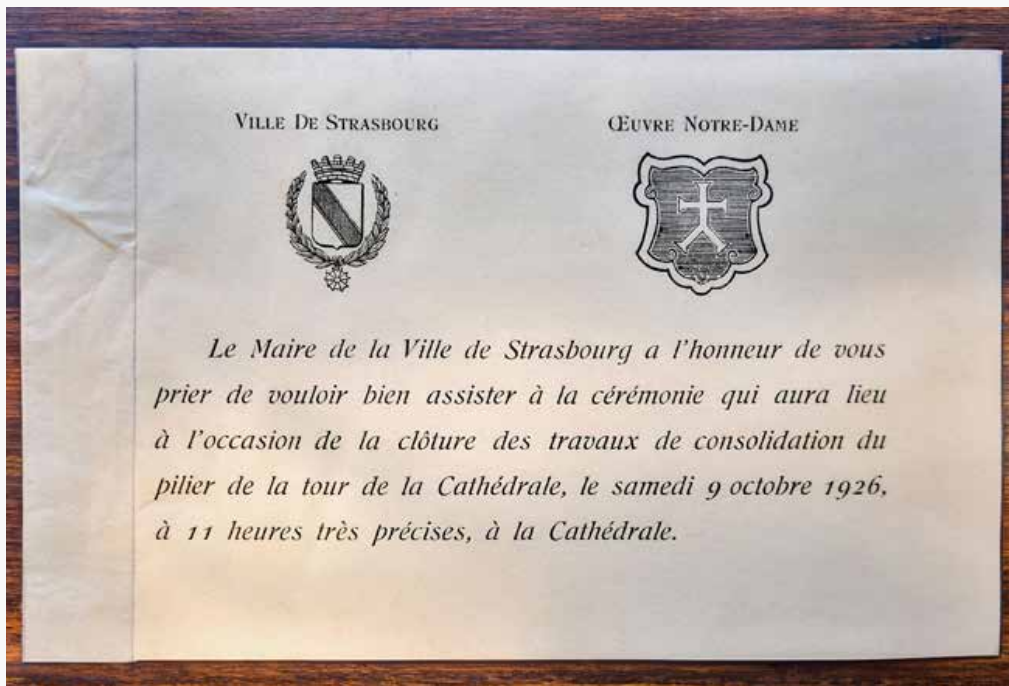 VILLE DE STRASBOURG
ŒUVRE NOTRE-DAME
Le Maire de la Ville de Strasbourg a l'honneur de vous
prier de vouloir bien assister à la cérémonie qui aura lieu
à l'occasion de la clôture des travaux de consolidation du
pilier de la tour de la Cathédrale, le samedi 9 octobre 1926,
à 11 heures très précises, à la Cathédrale.